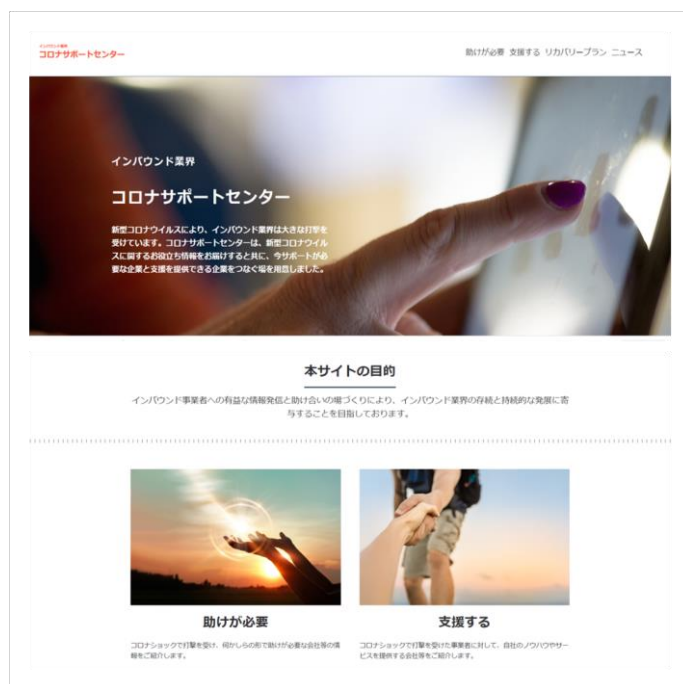 インバウンド業界
コロナサポートセンター
助けが必要 支援する リカバリープラン ニュース
インバウンド業界
コロナサポートセンター
新型コロナウイルスにより、インバウンド業界は大きな打撃を
受けています。コロナサポートセンターは、新型コロナウイル
スに関するお役立ち情報をお届けすると共に、今サポートが必
要な企業と支援を提供できる企業をつなぐ場を用意しました。
本サイトの目的
インバウンド事業者への有益な情報発信と助け合いの場づくりにより、インバウンド業界の存続と持続的な発展に寄
与することを目指しております。
助けが必要
コロナショックで打撃を受け、何かしらの形で助けが必要な会社等の情
報をご紹介します。
支援する
コロナショックで打撃を受けた事業者に対して、自社のノウハウやサー
ビスを提供する会社等をご紹介します。